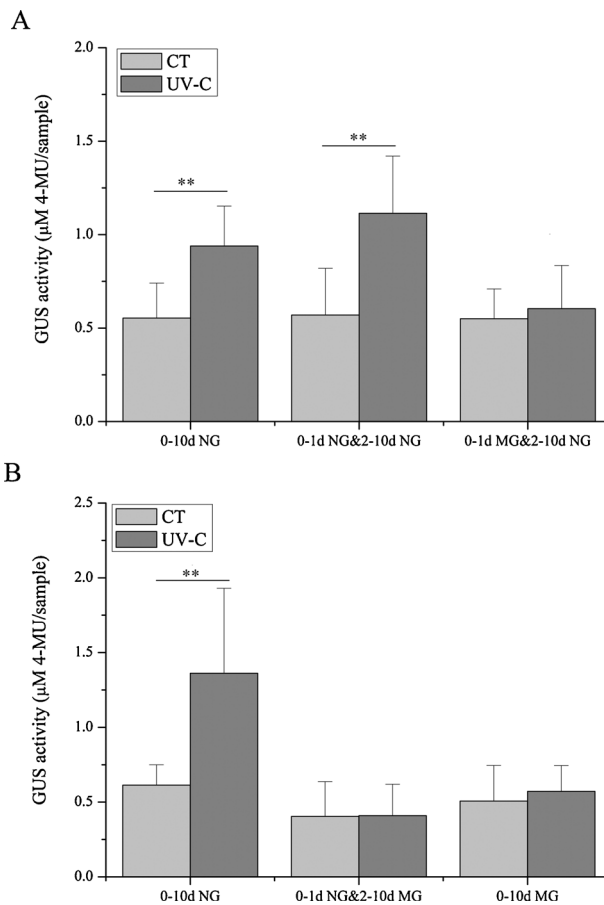 A
2.0
CT
UV-C
1.5
**
**
1.0
0.5
0.0
GUS activity (μM 4-MU/sample)
0-10d NG
0-1d NG&2-10d NG
0-1d MG&2-10d NG
B
2.5
CT
UV-C
2.0
**
1.5
1.0
0.5
0.0
GUS activity (μM 4-MU/sample)
0-10d NG
0-1d NG&2-10d MG
0-10d MG